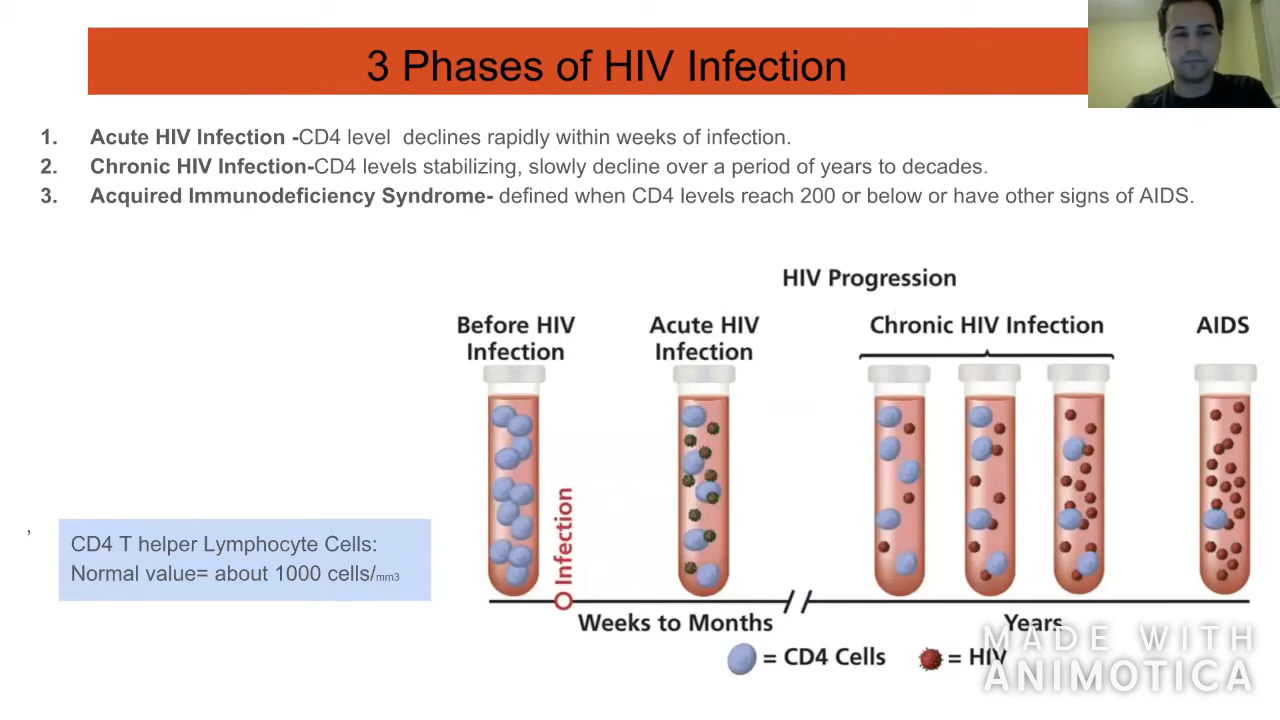 3 Phases of HIV Infection
1. Acute HIV Infection -CD4 level declines rapidly within weeks of infection.
2. Chronic HIV Infection-CD4 levels stabilizing, slowly decline over a period of years to decades.
3. Acquired Immunodeficiency Syndrome- defined when CD4 levels reach 200 or below or have other signs of AIDS.
HIV Progression
Before HIV
Infection
Acute HIV
Infection
Chronic HIV Infection
AIDS
Infection
,
CD4 T helper Lymphocyte Cells:
Normal value= about 1000 cells/mm3
Weeks to Months
Years
= CD4 Cells
= HIV
MADE WITH
ANIMOTICA